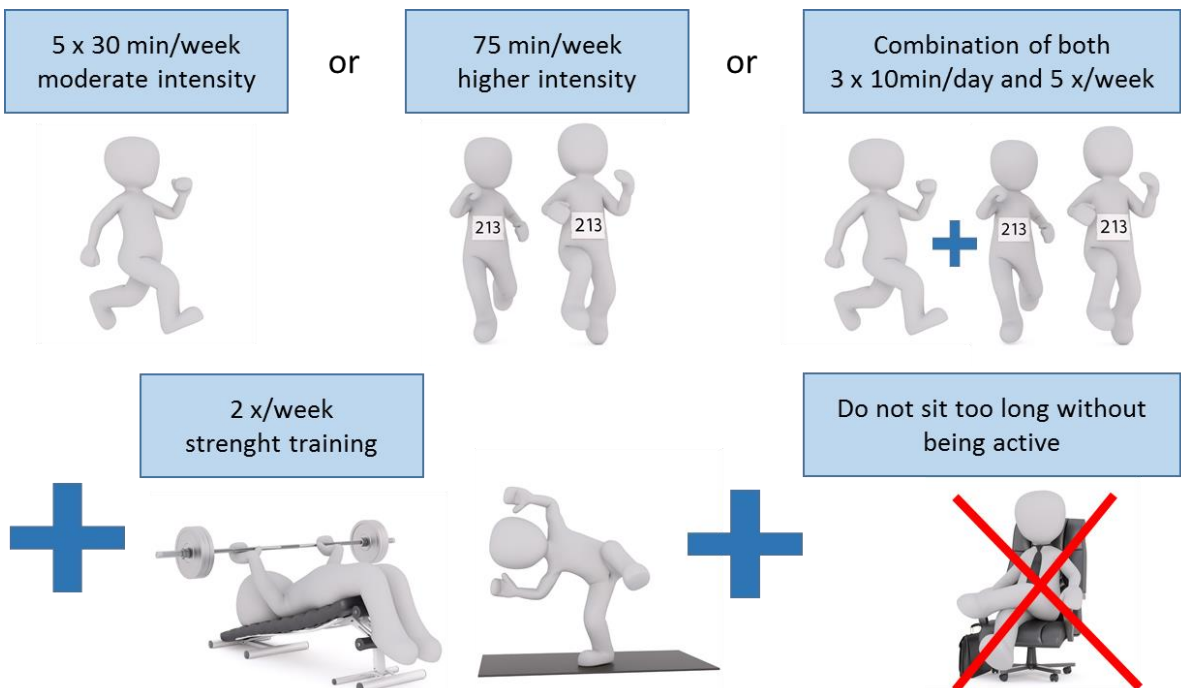 5 x 30 min/week
moderate intensity
or
75 min/week
higher intensity
or
Combination of both
3 x 10min/day and 5 x/week
213
213
213
213
2 x/week
strenght training
Do not sit too long without
being active